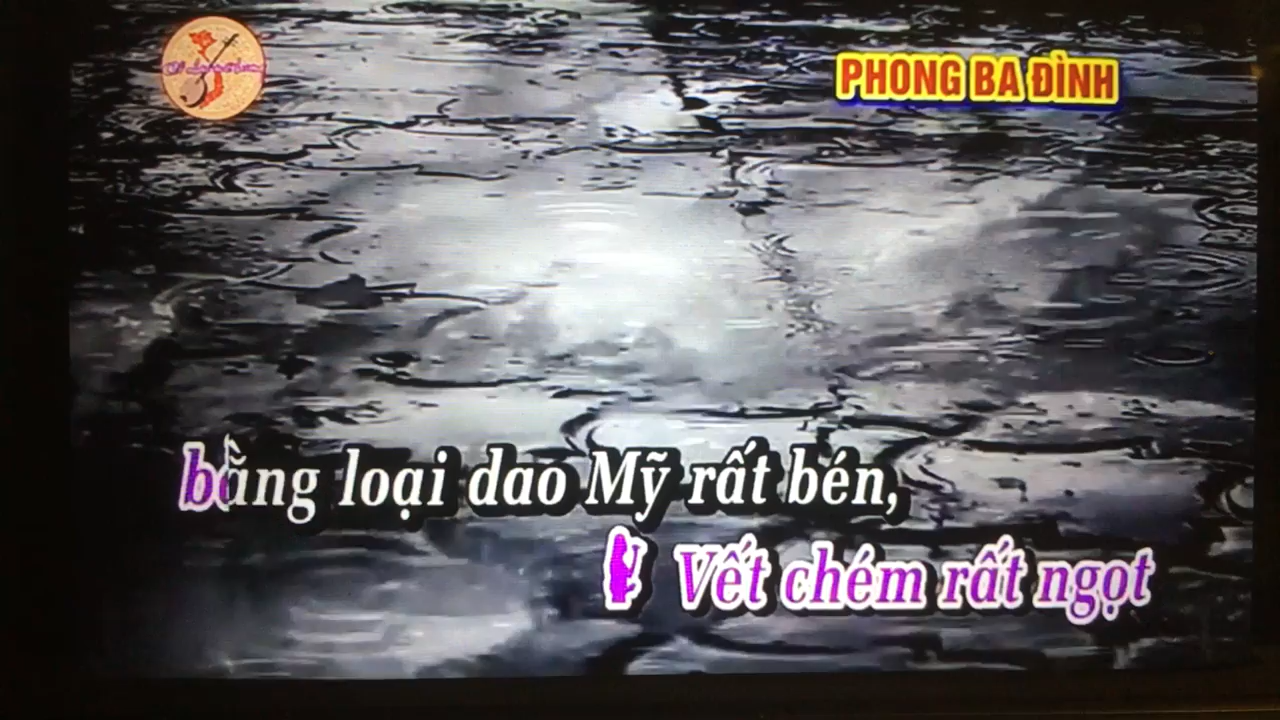 PHONG BA ĐÌNH
bằng loại dao Mỹ rất bén,
Vết chém rất ngọt